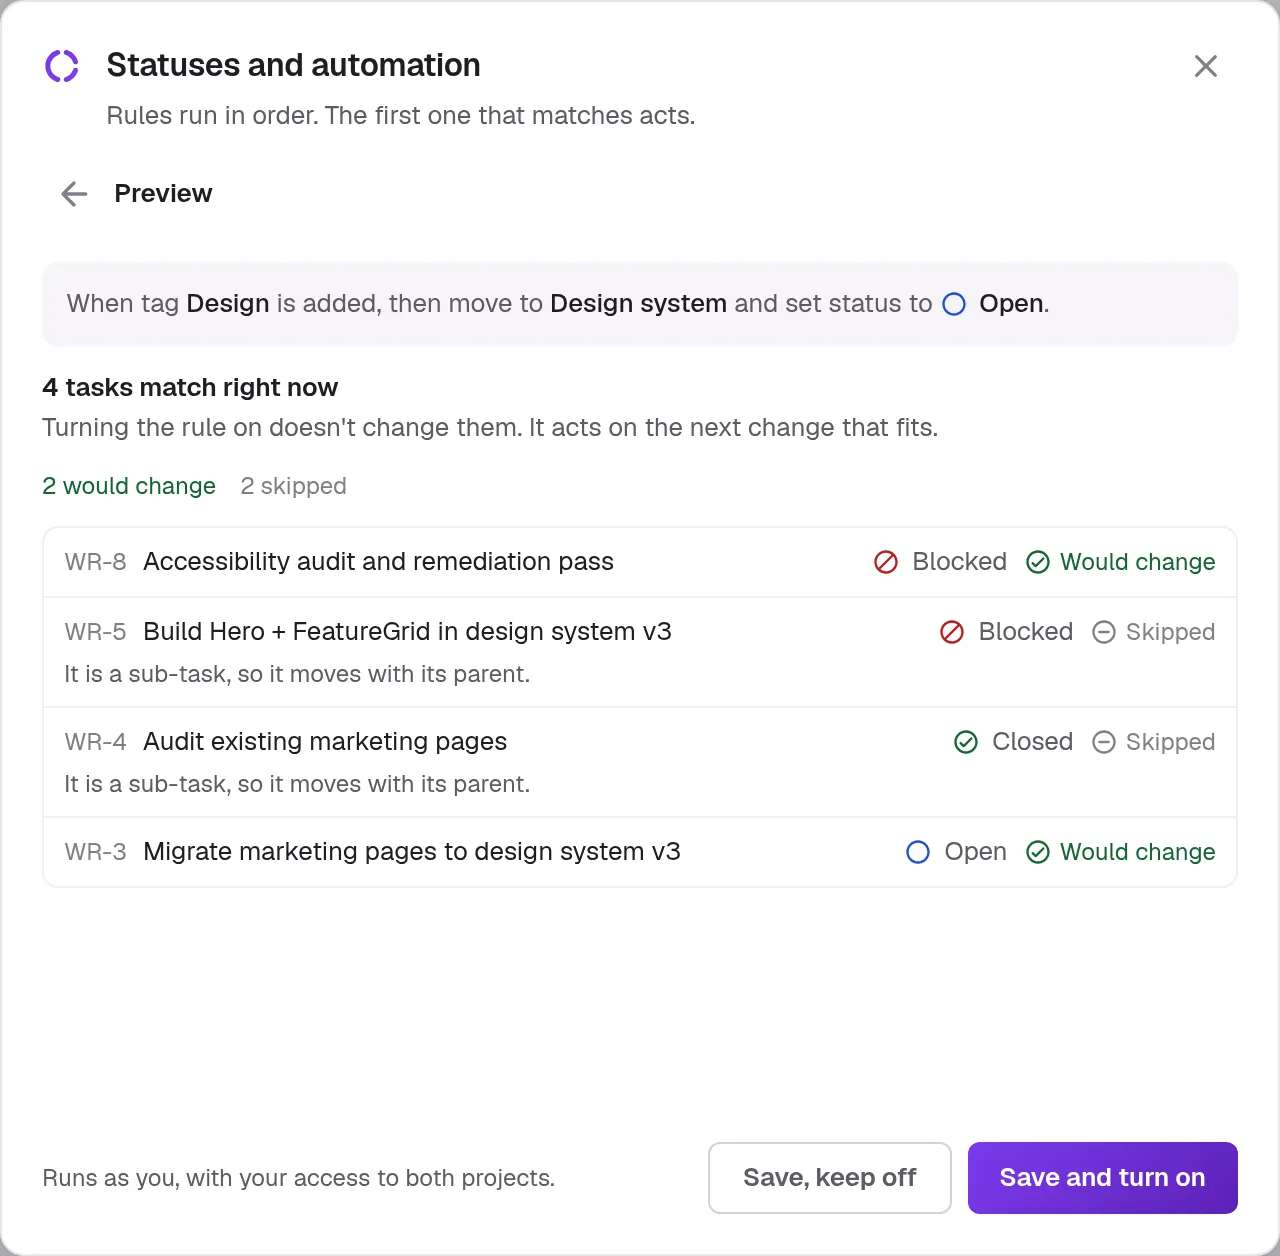 Statuses and automation
Rules run in order. The first one that matches acts.
Preview
When tag Design is added, then move to Design system and set status to Open.
4 tasks match right now
Turning the rule on doesn't change them. It acts on the next change that fits.
2 would change 2 skipped
WR-8 Accessibility audit and remediation pass Blocked Would change
WR-5 Build Hero + FeatureGrid in design system v3 Blocked Skipped
It is a sub-task, so it moves with its parent.
WR-4 Audit existing marketing pages Closed Skipped
It is a sub-task, so it moves with its parent.
WR-3 Migrate marketing pages to design system v3 Open Would change
Runs as you, with your access to both projects. Save, keep off Save and turn on